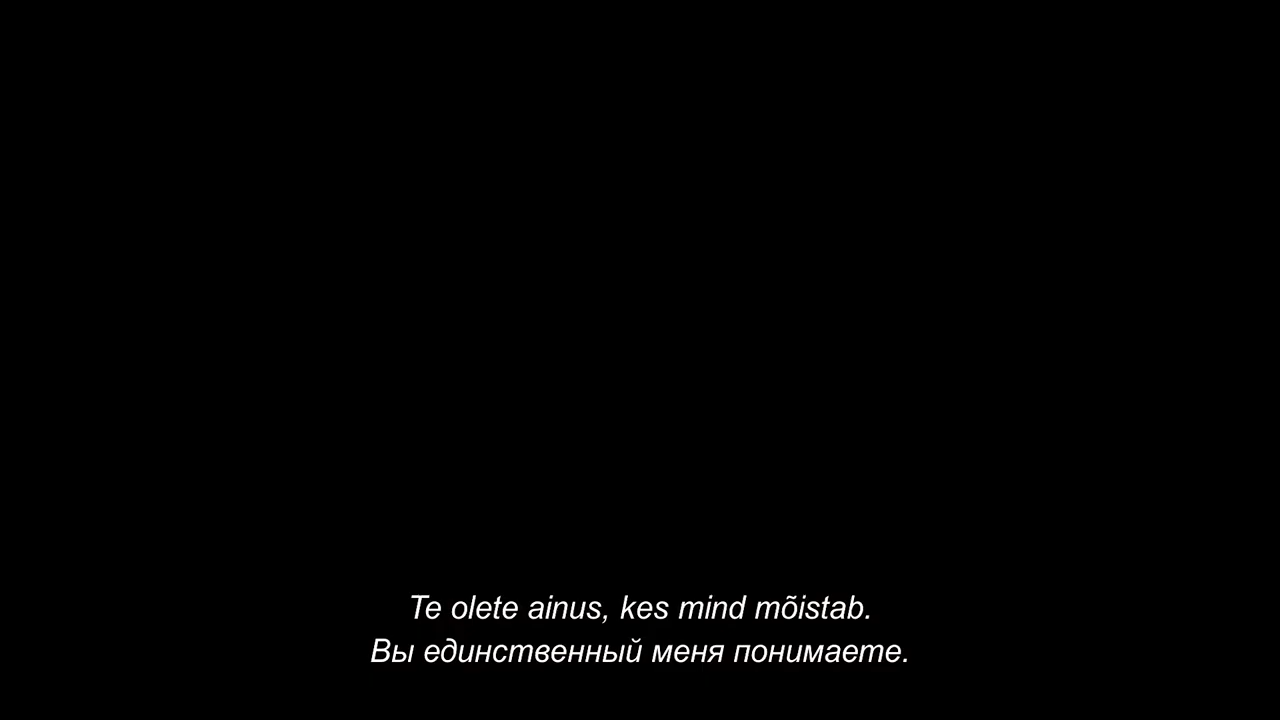 Te olete ainus, kes mind mõistab.
Вы единственный меня понимаете.